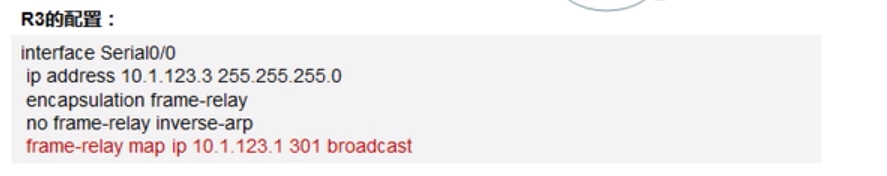 R3的配置：
interface Serial0/0
ip address 10.1.123.3 255.255.255.0
encapsulation frame-relay
no frame-relay inverse-arp
frame-relay map ip 10.1.123.1 301 broadcast